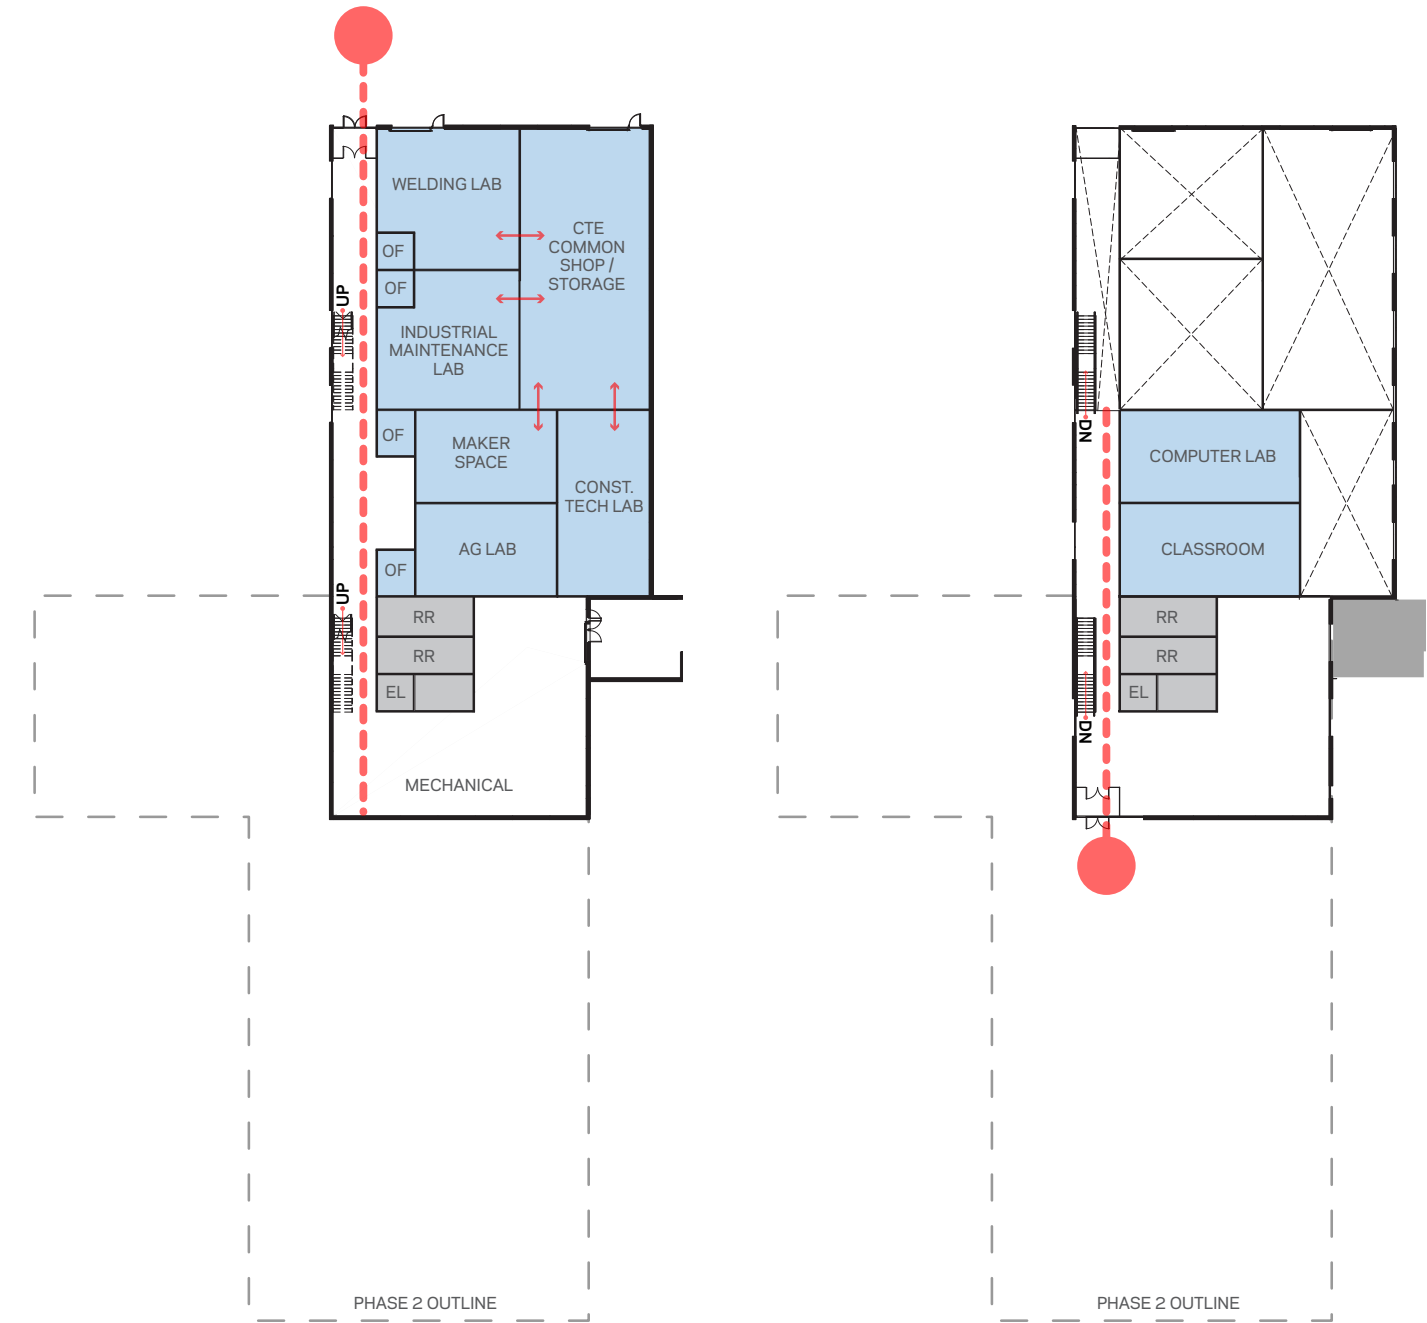 WELDING LAB
OF
OF
CTE
COMMON
SHOP /
STORAGE
UP
INDUSTRIAL
MAINTENANCE
LAB
OF
MAKER
SPACE
CONST.
TECH LAB
AG LAB
OF
UP
RR
RR
EL
MECHANICAL
PHASE 2 OUTLINE
DN
COMPUTER LAB
CLASSROOM
RR
RR
EL
DN
PHASE 2 OUTLINE